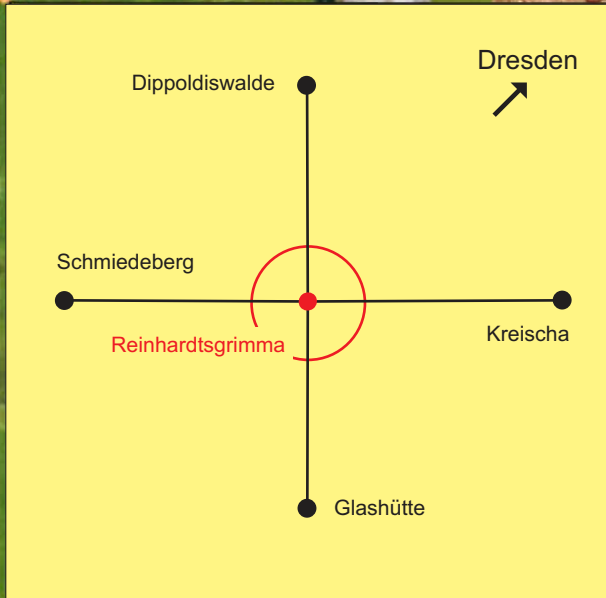 Dresden
Dippoldiswalde
Schmiedeberg
Kreischa
Reinhardtsgrimma
Glashütte